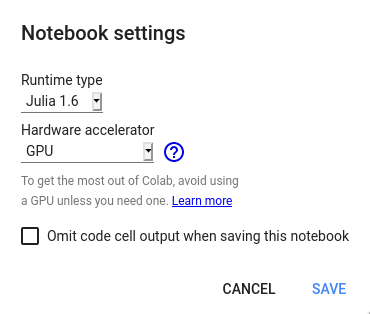 Notebook settings
Runtime type
Julia 1.6
Hardware accelerator
GPU
?
To get the most out of Colab, avoid using
a GPU unless you need one. Learn more
Omit code cell output when saving this notebook
CANCEL SAVE